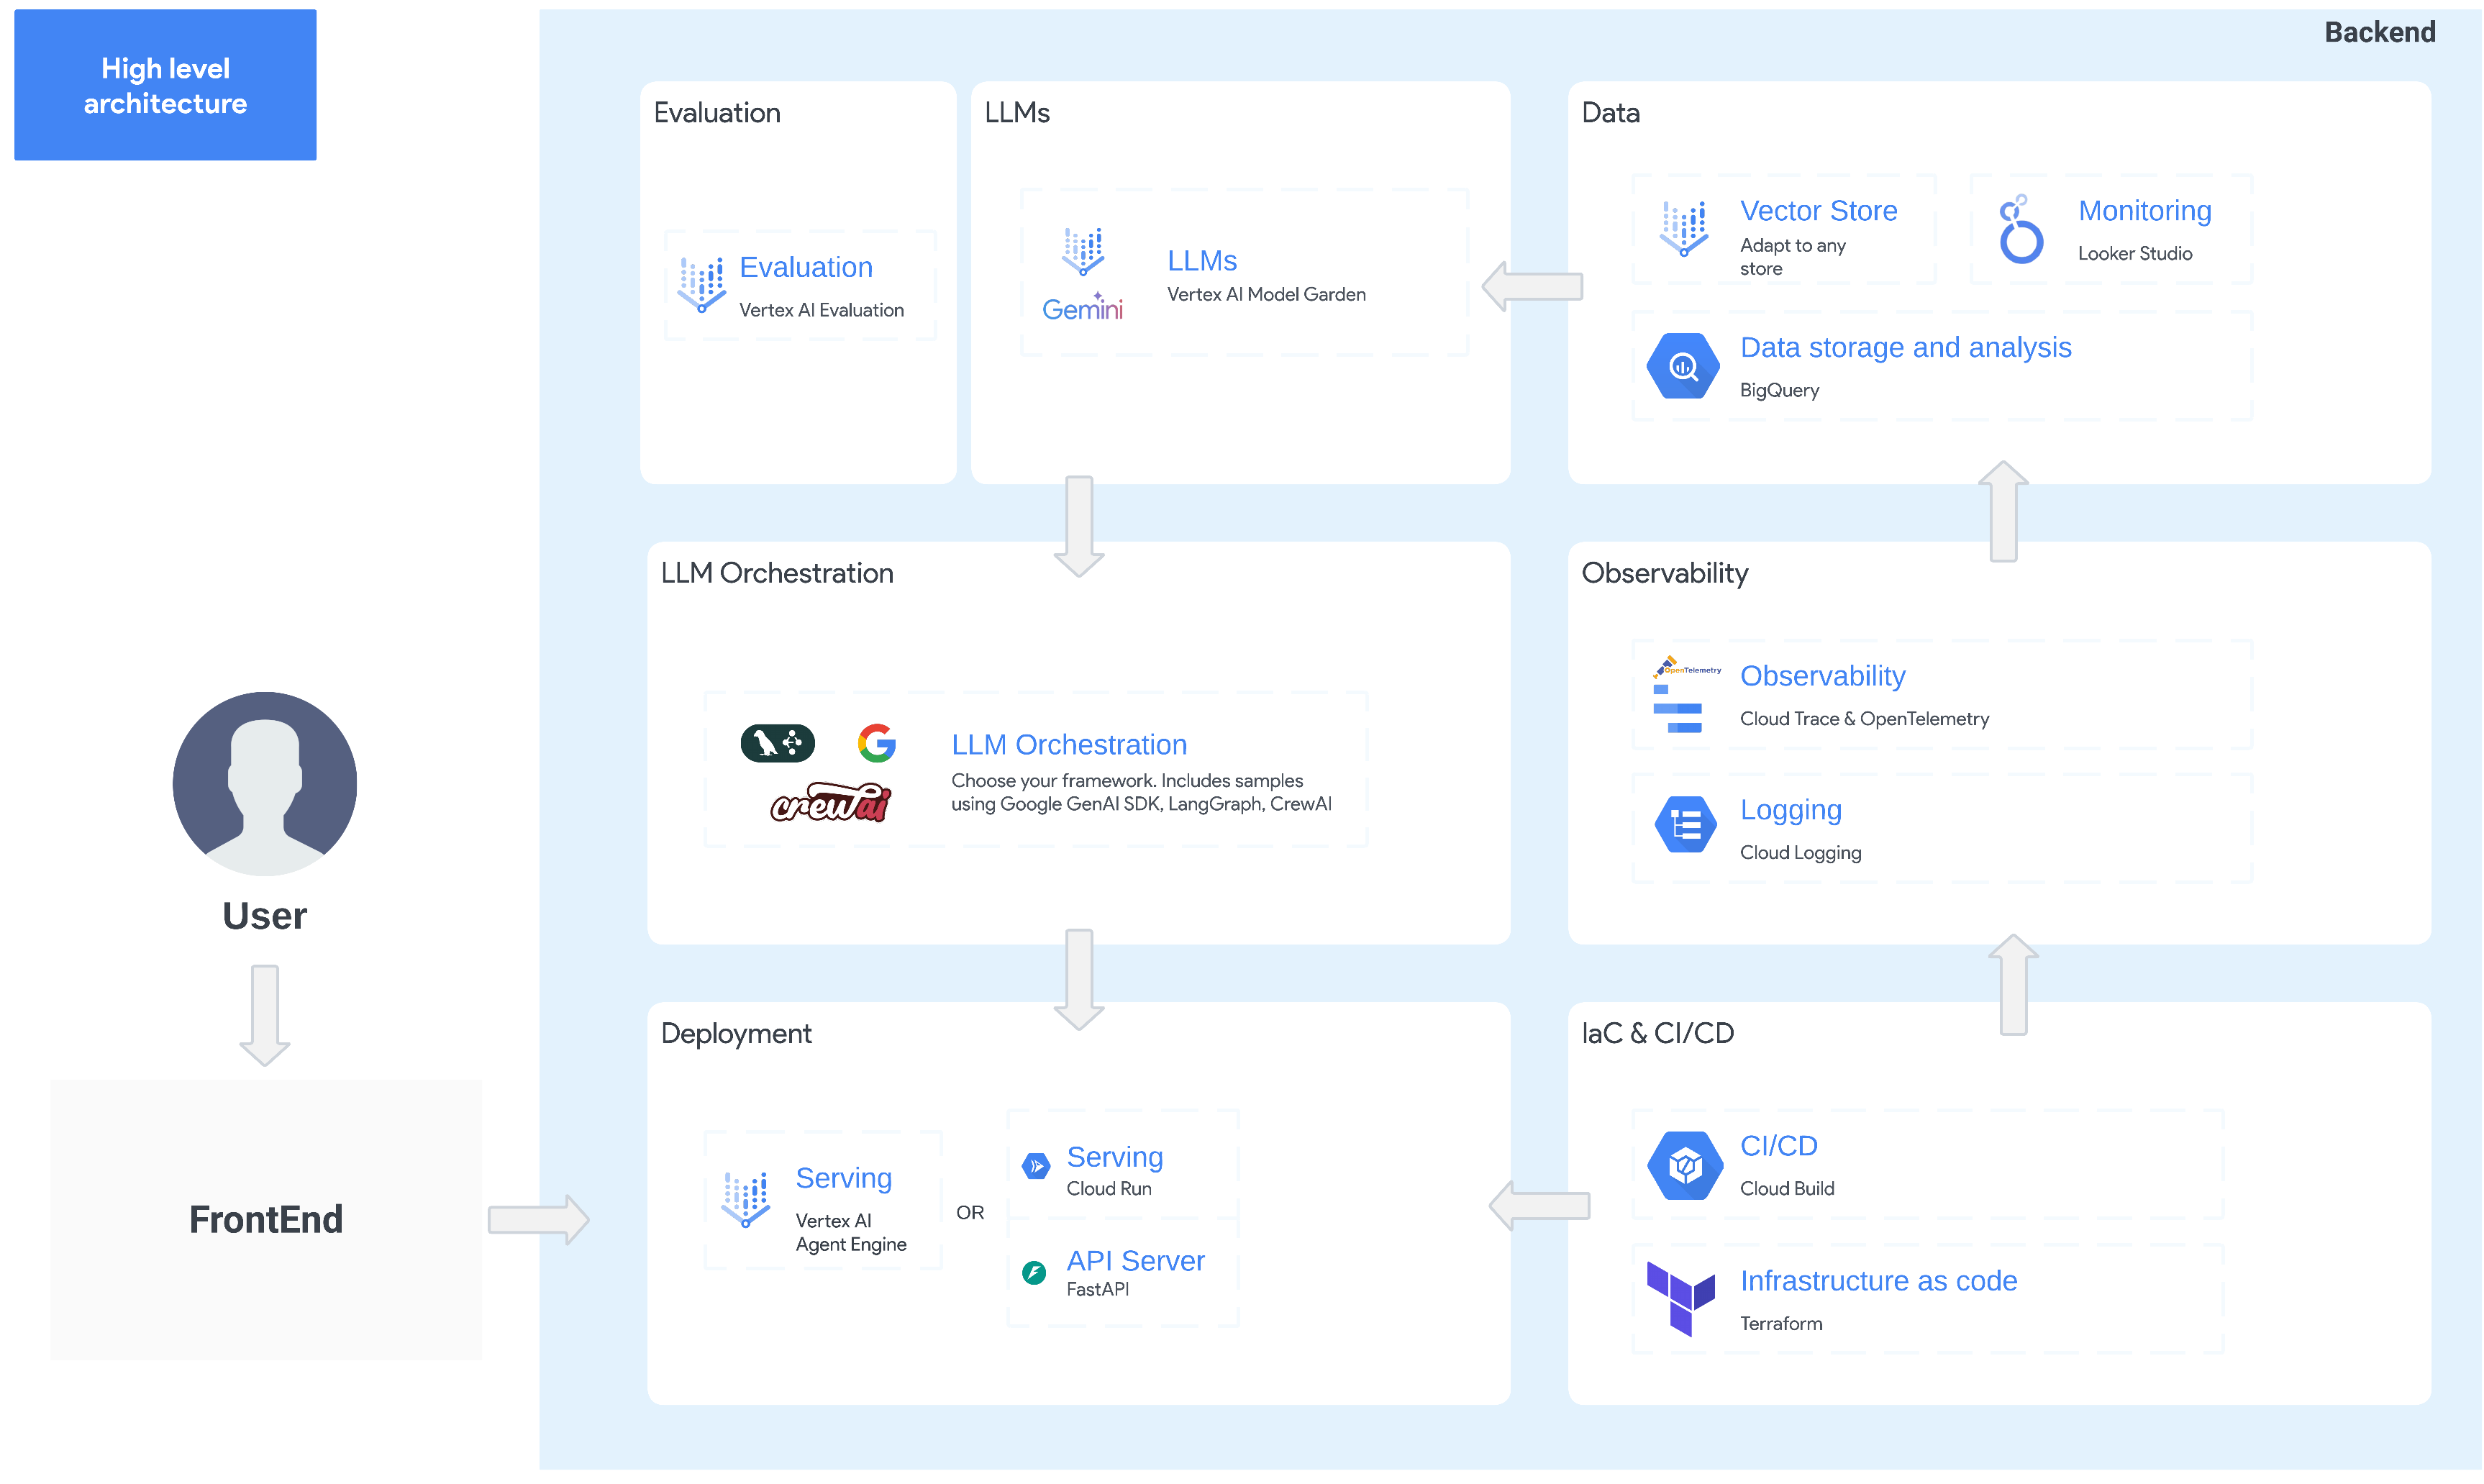 High level
architecture
Backend
Evaluation
Evaluation
Vertex AI Evaluation
LLMs
Gemini
LLMs
Vertex AI Model Garden
Data
Vector Store
Adapt to any
store
Monitoring
Looker Studio
Data storage and analysis
BigQuery
LLM Orchestration
crewai
LLM Orchestration
Choose your framework. Includes samples
using Google GenAI SDK, LangGraph, CrewAI
Observability
OpenTelemetry
Observability
Cloud Trace & OpenTelemetry
Logging
Cloud Logging
User
FrontEnd
Deployment
Serving
Vertex AI
Agent Engine
OR
Serving
Cloud Run
API Server
FastAPI
IaC & CI/CD
CI/CD
Cloud Build
Infrastructure as code
Terraform